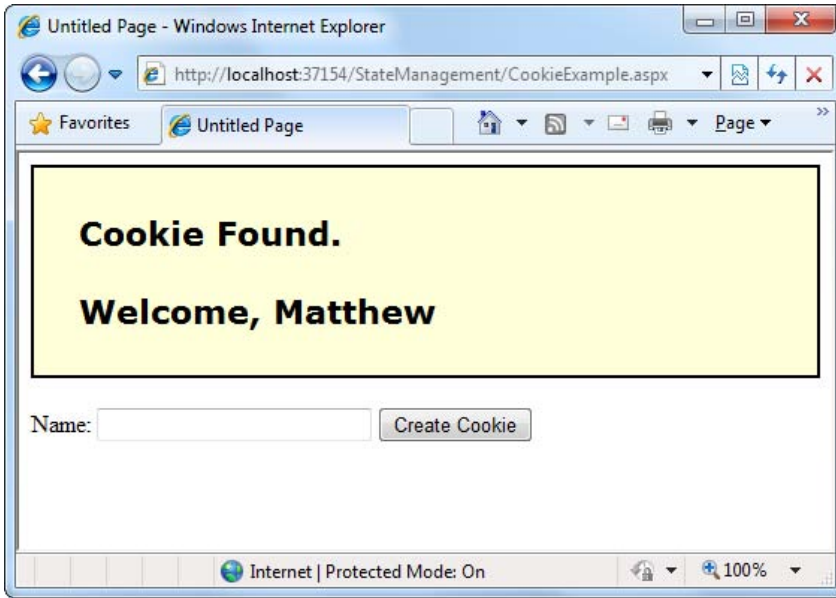 Untitled Page - Windows Internet Explorer
http://localhost:37154/StateManagement/CookieExample.aspx
Favorites
Untitled Page
Page
Cookie Found.
Welcome, Matthew
Name:
Create Cookie
Internet | Protected Mode: On
100%